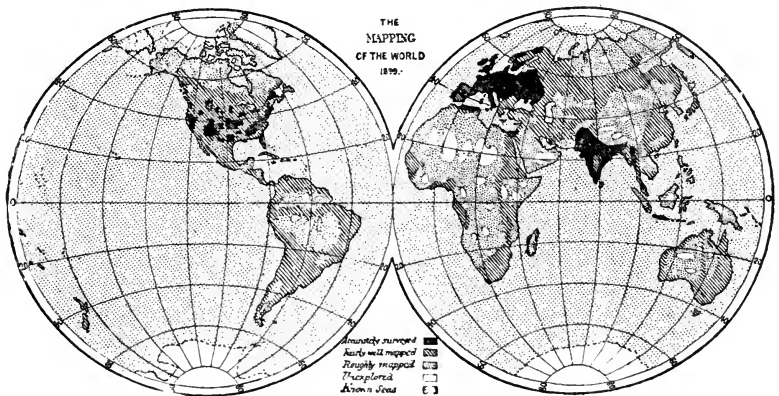 THE
MAPPING
OF THE WORLD
1899.
Accurately surveyed
Fairly well mapped
Roughly mapped
Unexplored
Known Seas